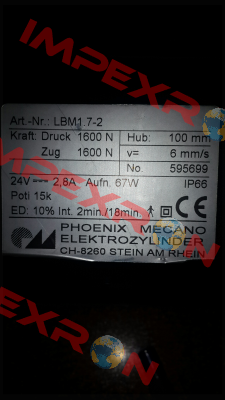 IMPEXRON
Art.-Nr.: LBM1.7-2
Kraft: Druck 1600 N Hub: 100 mm
Zug 1600 N v= 6 mm/s
No 595699
24V 2,8A Aufn. 67W IP66
Poti 15k
ED: 10% Int. 2min./18min. CE
PHOENIX MECANO
ELEKTROZYLINDER
CH-8260 STEIN AM RHEIN
IMPEXRON